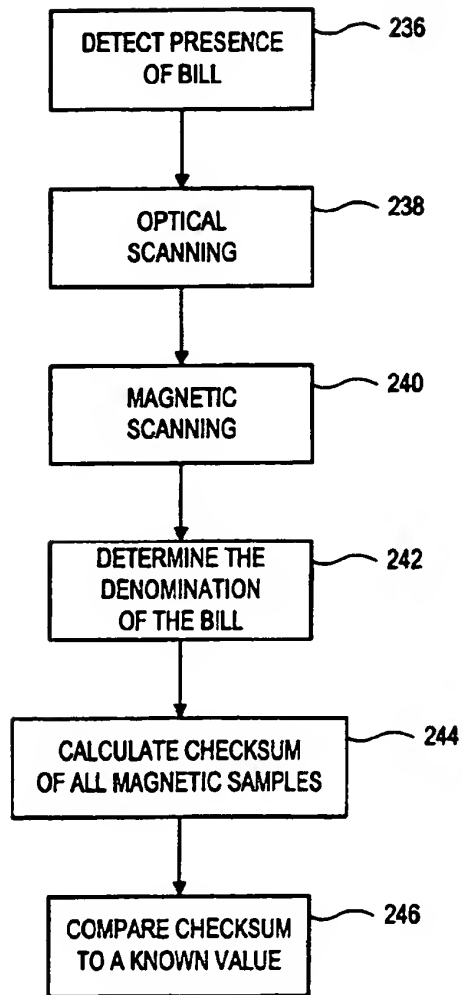 DETECT PRESENCE
OF BILL
236
OPTICAL
SCANNING
238
MAGNETIC
SCANNING
240
DETERMINE THE
DENOMINATION
OF THE BILL
242
CALCULATE CHECKSUM
OF ALL MAGNETIC SAMPLES
244
COMPARE CHECKSUM
TO A KNOWN VALUE
246